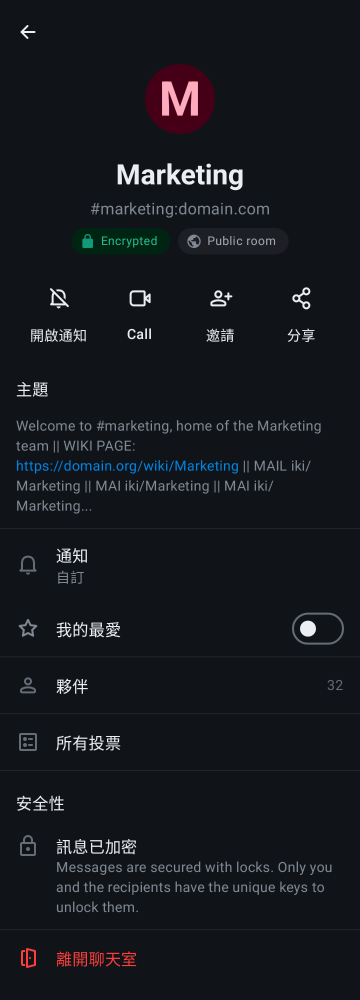 M
Marketing
#marketing:domain.com
Encrypted
Public room
開啟通知
Call
邀請
分享
主題
Welcome to #marketing, home of the Marketing
team || WIKI PAGE:
https://domain.org/wiki/Marketing || MAIL iki/
Marketing || MAI iki/Marketing || MAI iki/
Marketing...
通知
自訂
我的最愛
夥伴
32
所有投票
安全性
訊息已加密
Messages are secured with locks. Only you
and the recipients have the unique keys to
unlock them.
離開聊天室